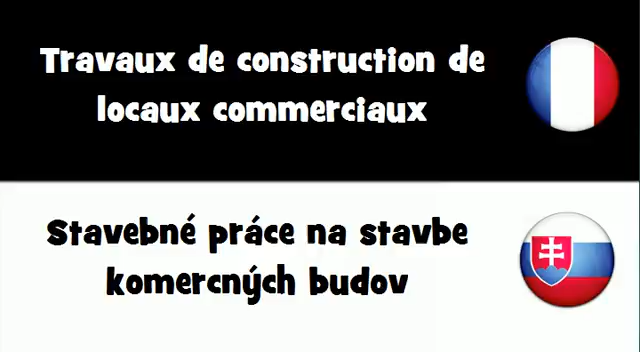 Travaux de construction de
locaux commerciaux
Stavebné práce na stavbe
komercných budov